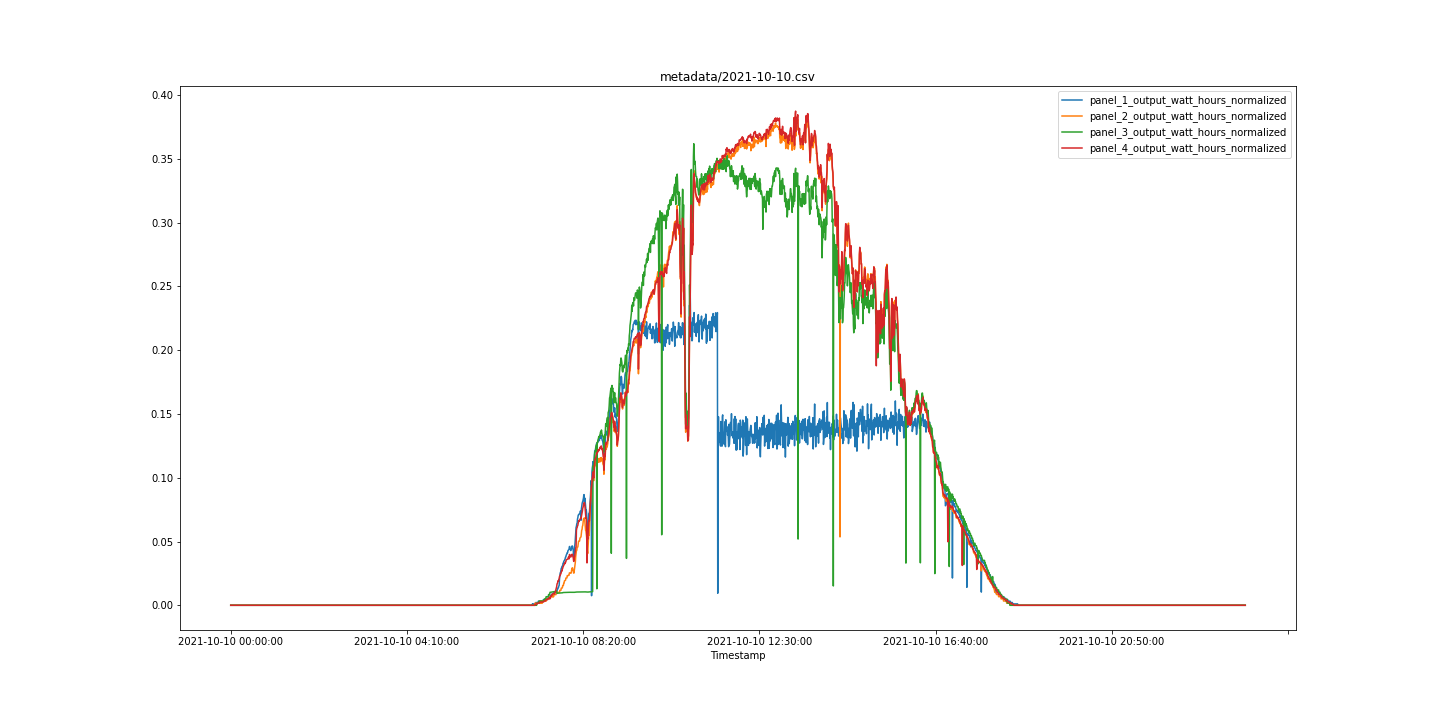 metadata/2021-10-10.csv
panel_1_output_watt_hours_normalized
panel_2_output_watt_hours_normalized
panel_3_output_watt_hours_normalized
panel_4_output_watt_hours_normalized
0.40
0.35
0.30
0.25
0.20
0.15
0.10
0.05
0.00
2021-10-10 00:00:00
2021-10-10 04:10:00
2021-10-10 08:20:00
2021-10-10 12:30:00
2021-10-10 16:40:00
2021-10-10 20:50:00
Timestamp